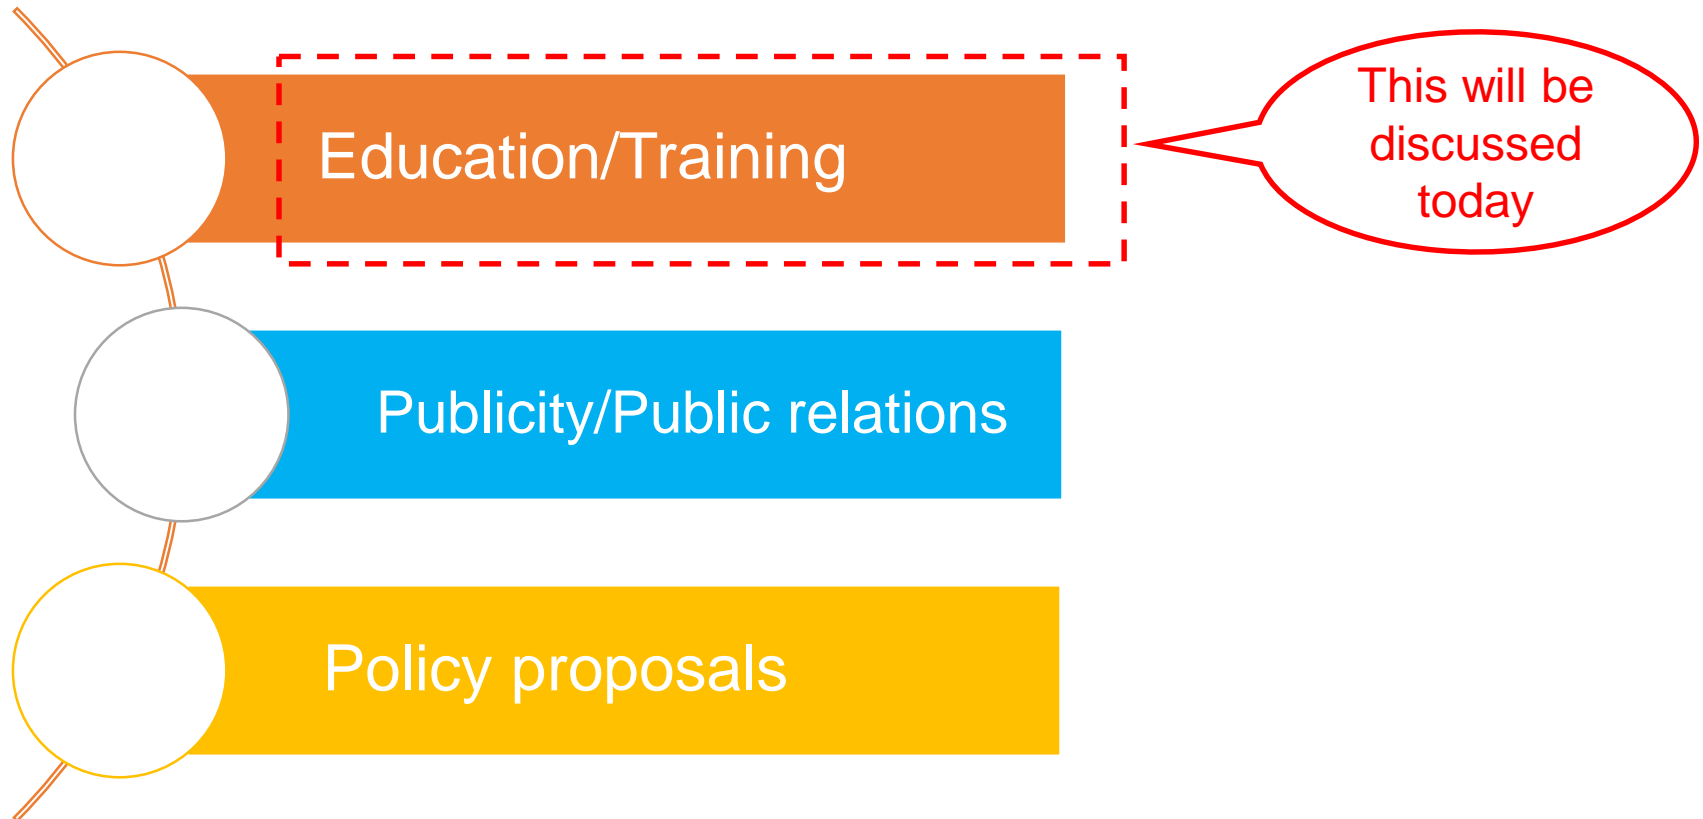 Education/Training
This will be
discussed
today
Publicity/Public relations
Policy proposals